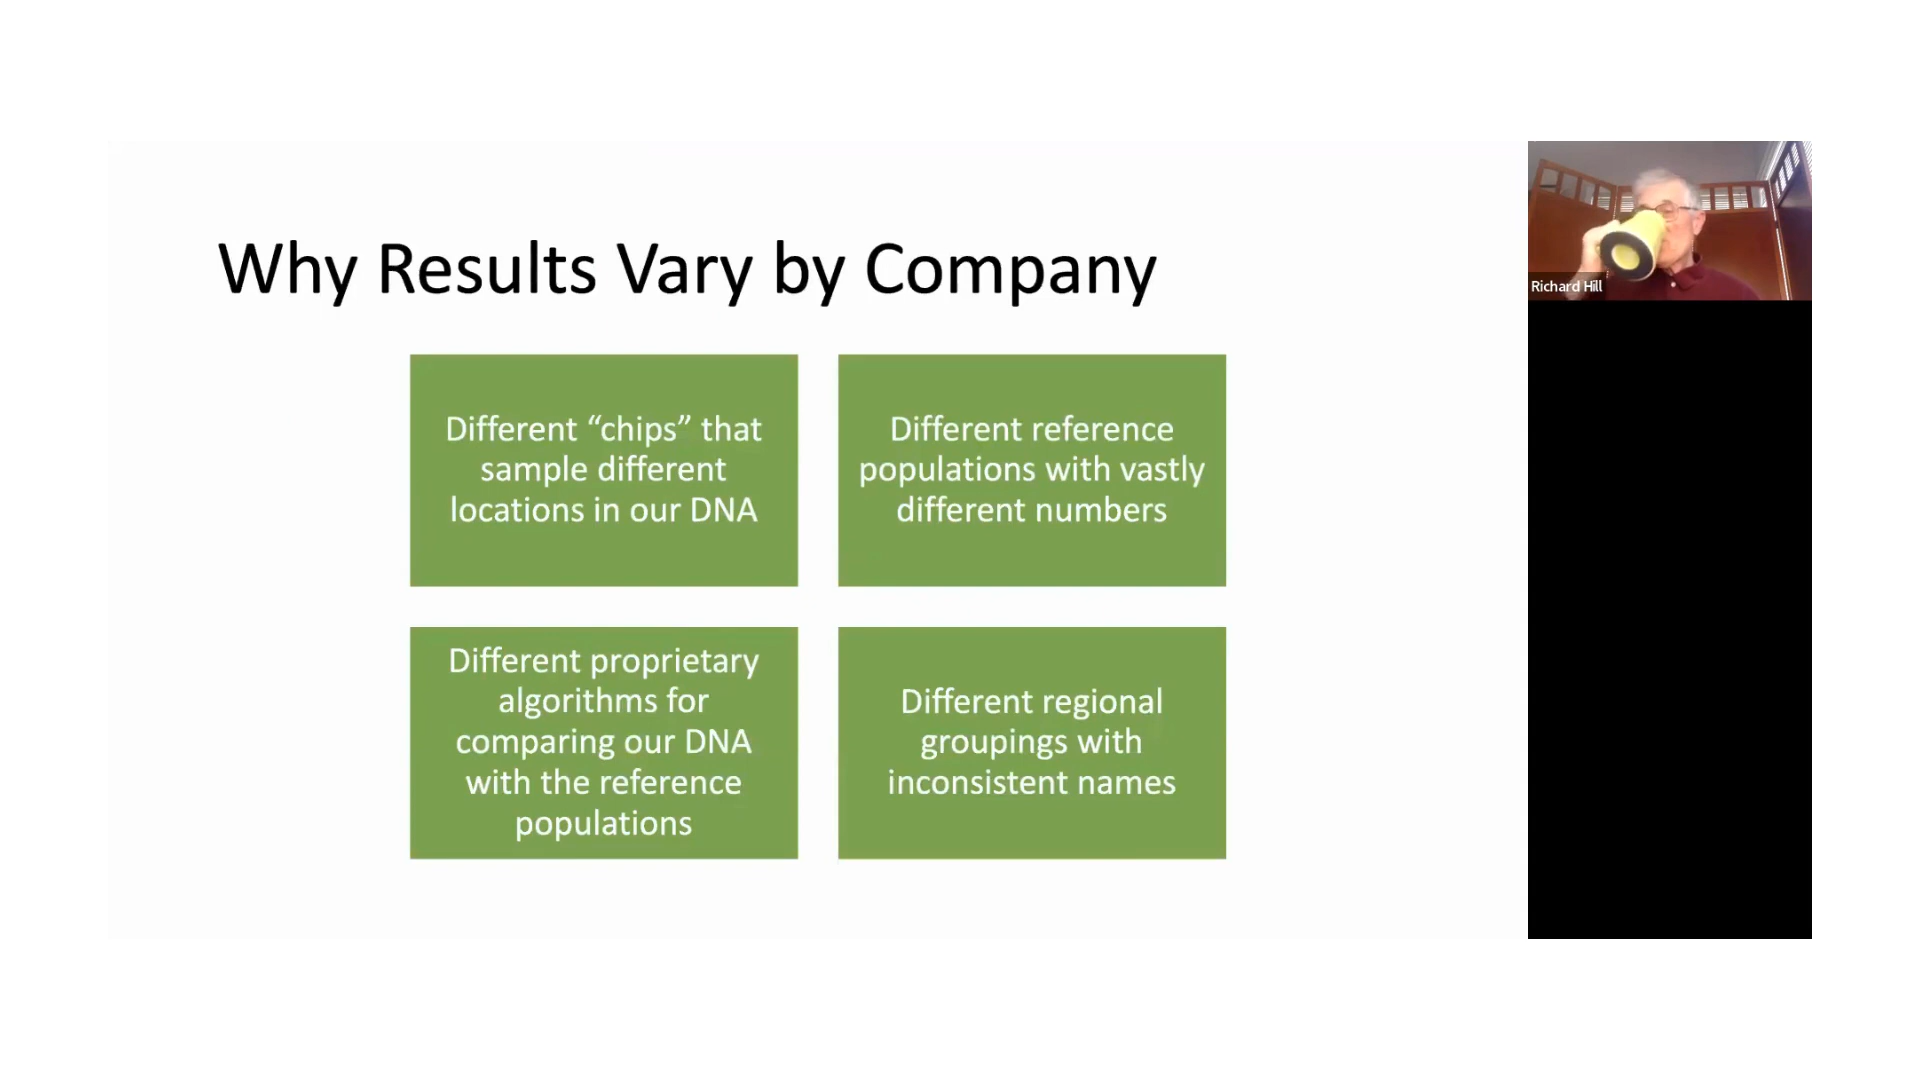 Why Results Vary by Company
Different “chips” that
sample different
locations in our DNA
Different reference
populations with vastly
different numbers
Different proprietary
algorithms for
comparing our DNA
with the reference
populations
Different regional
groupings with
inconsistent names
Richard Hill